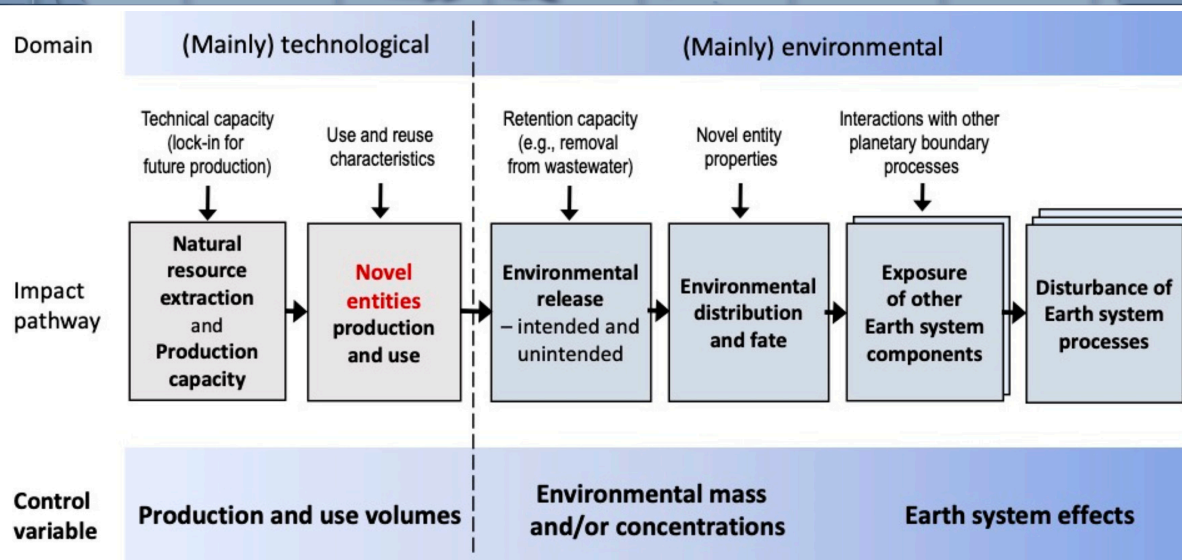 Domain
(Mainly) technological
(Mainly) environmental
Technical capacity
(lock-in for
future production)
Use and reuse
characteristics
Retention capacity
(e.g., removal
from wastewater)
Novel entity
properties
Interactions with other
planetary boundary
processes
Impact
pathway
Natural
resource
extraction
and
Production
capacity
Novel
entities
production
and use
Environmental
release
– intended and
unintended
Environmental
distribution
and fate
Exposure
of other
Earth system
components
Disturbance of
Earth system
processes
Control
variable
Production and use volumes
Environmental mass
and/or concentrations
Earth system effects